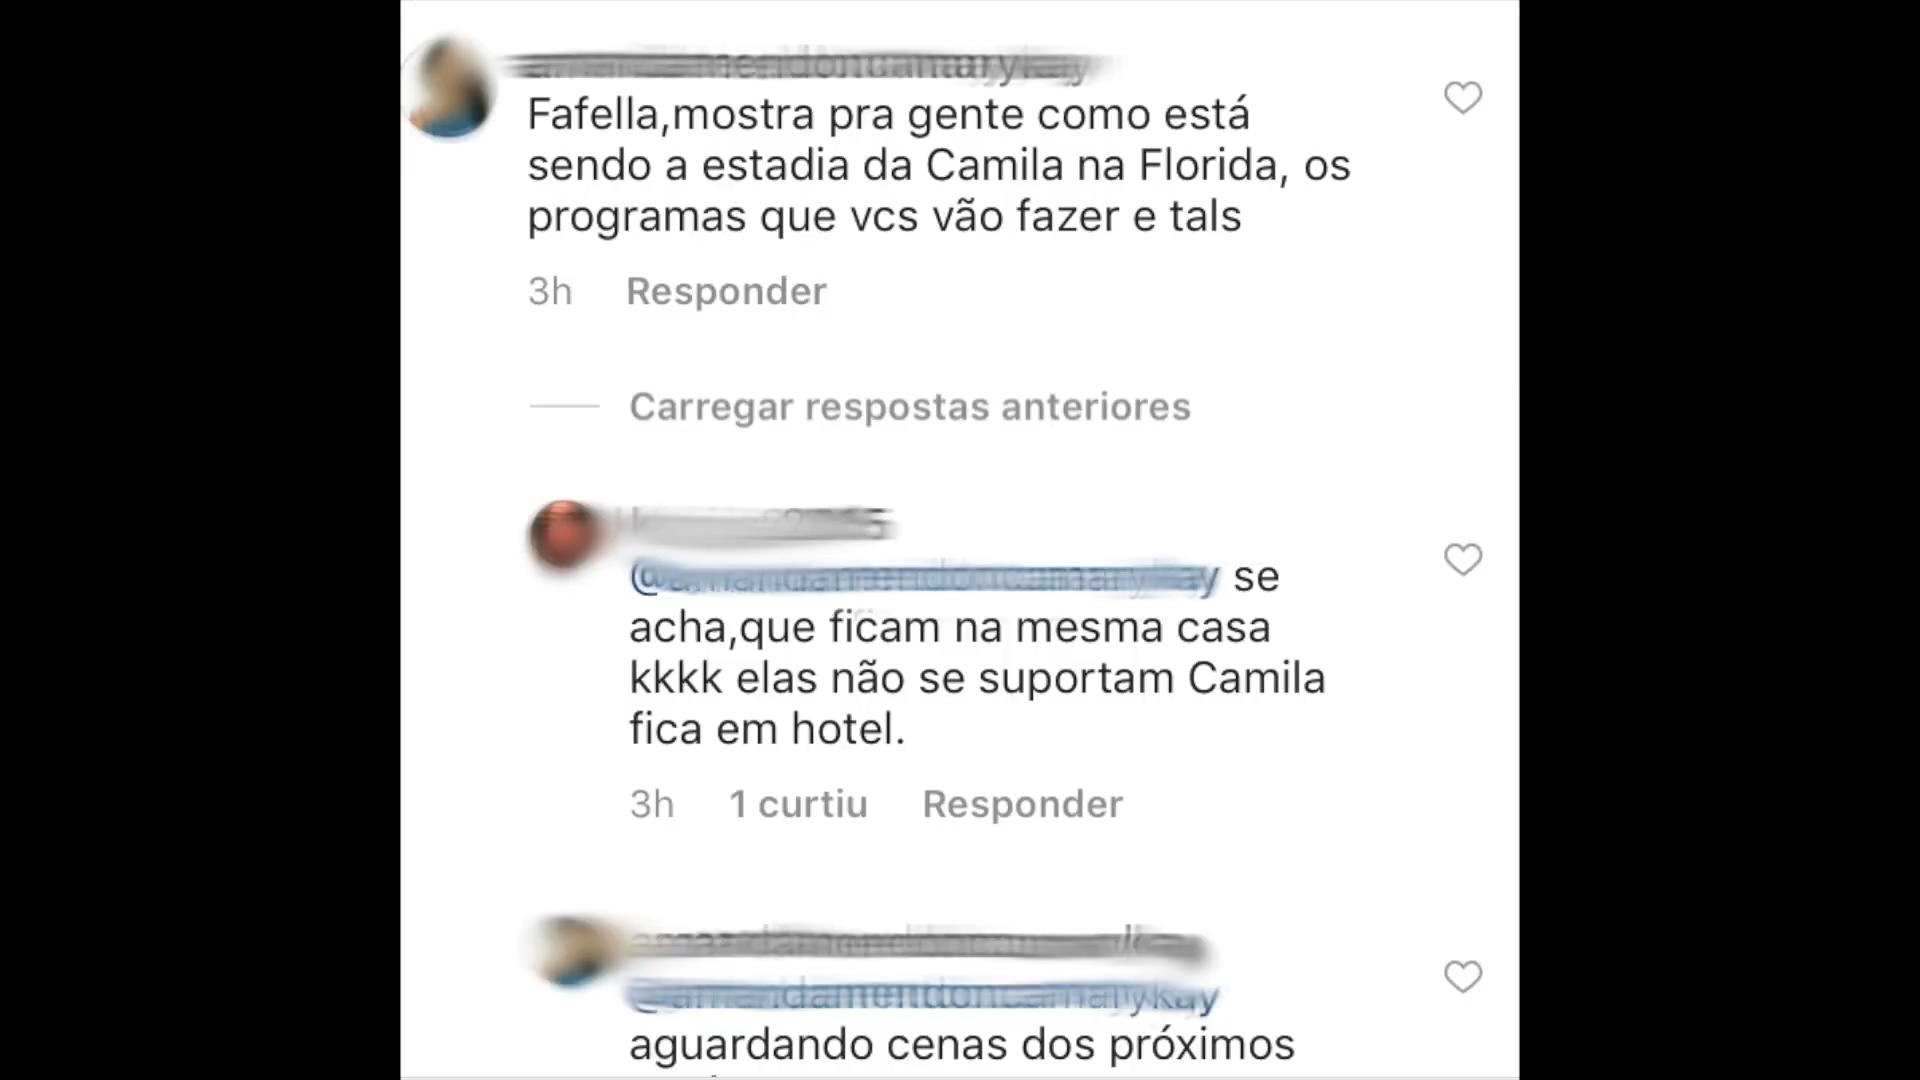 Fafella,mostra pra gente como está
sendo a estadia da Camila na Florida, os
programas que vcs vão fazer e tals
3h Responder
Carregar respostas anteriores
se
acha,que ficam na mesma casa
kkkk elas não se suportam Camila
fica em hotel.
3h 1 curtiu Responder
aguardando cenas dos próximos